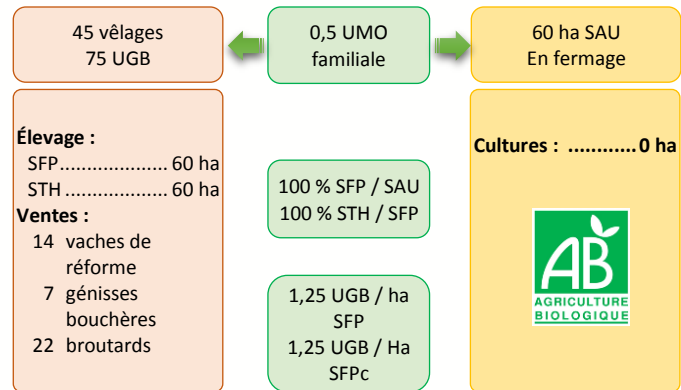 45 vêlages
75 UGB
0,5 UMO
familiale
60 ha SAU
En fermage
Élevage :
SFP.................... 60 ha
STH ................... 60 ha
Ventes :
14 vaches de
réforme
7 génisses
bouchères
22 broutards
100 % SFP / SAU
100 % STH / SFP
1,25 UGB / ha
SFP
1,25 UGB / Ha
SFPc
Cultures : ............0 ha
AB
AGRICULTURE
BIOLOGIQUE